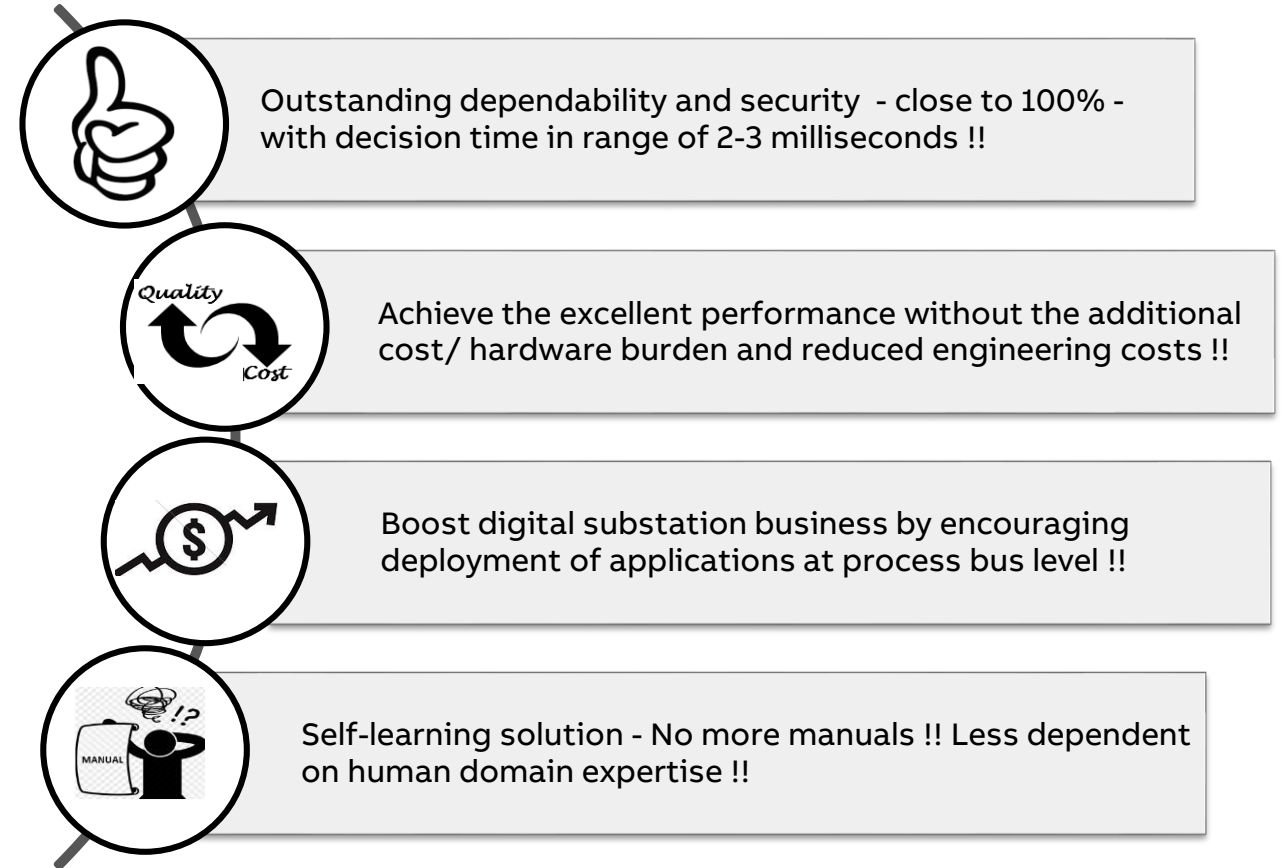 Outstanding dependability and security - close to 100% -
with decision time in range of 2-3 milliseconds !!
Quality
Cost
Achieve the excellent performance without the additional
cost/ hardware burden and reduced engineering costs !!
$
Boost digital substation business by encouraging
deployment of applications at process bus level !!
!?
MANUAL
Self-learning solution - No more manuals !! Less dependent
on human domain expertise !!